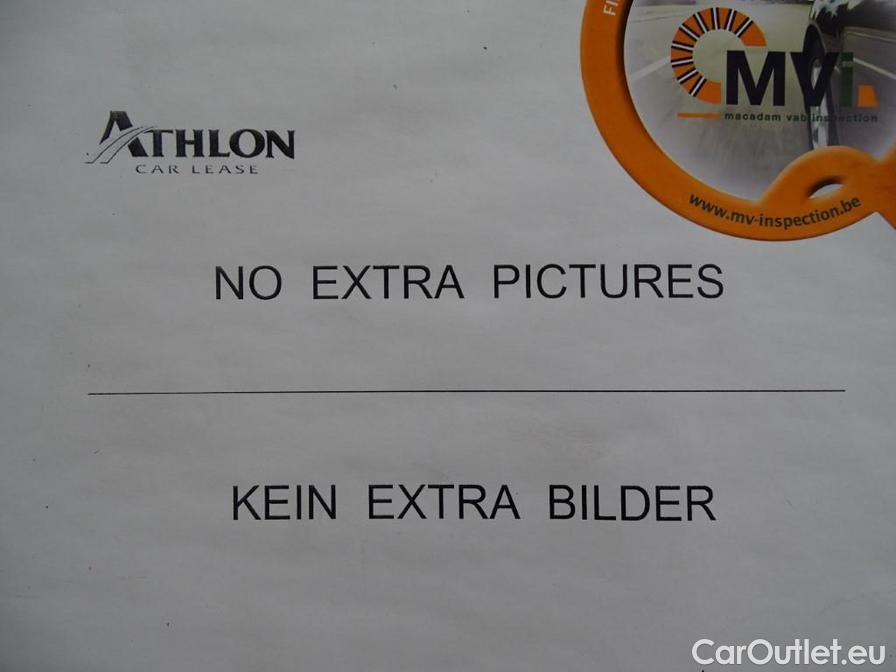 FI
MVi
macadam vab inspection
ATHLON
CAR LEASE
www.mv-inspection.be
NO EXTRA PICTURES
KEIN EXTRA BILDER
CarOutlet.eu